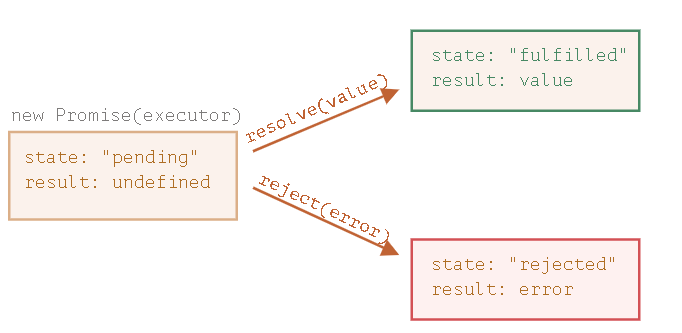 new Promise(executor)
state: "pending"
result: undefined
resolve(value)
reject(error)
state: "fulfilled"
result: value
state: "rejected"
result: error